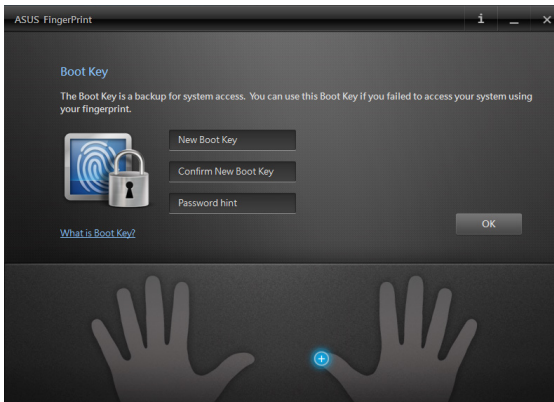 ASUS FingerPrint
i
Boot Key
The Boot Key is a backup for system access. You can use this Boot Key if you failed to access your system using
your fingerprint.
New Boot Key
Confirm New Boot Key
Password hint
OK
What is Boot Key?